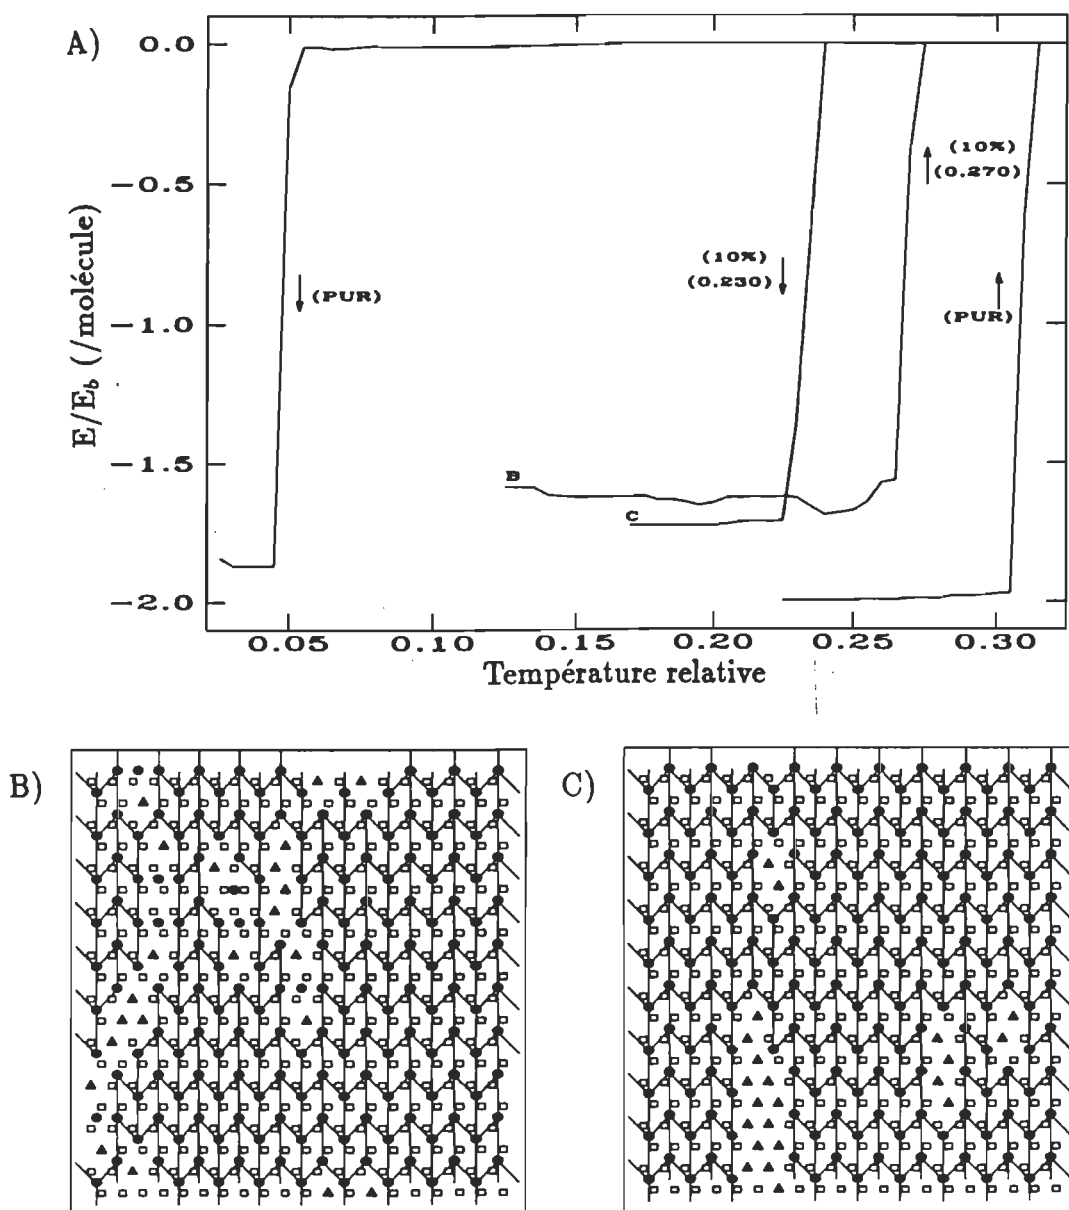 A)
0.0
−0.5
−1.0
−1.5
−2.0
E/E_b (/molécule)
(PUR)
(10%)
(0.230)
(10%)
(0.270)
(PUR)
B
C
0.05
0.10
0.15
0.20
0.25
0.30
Température relative
B)
C)